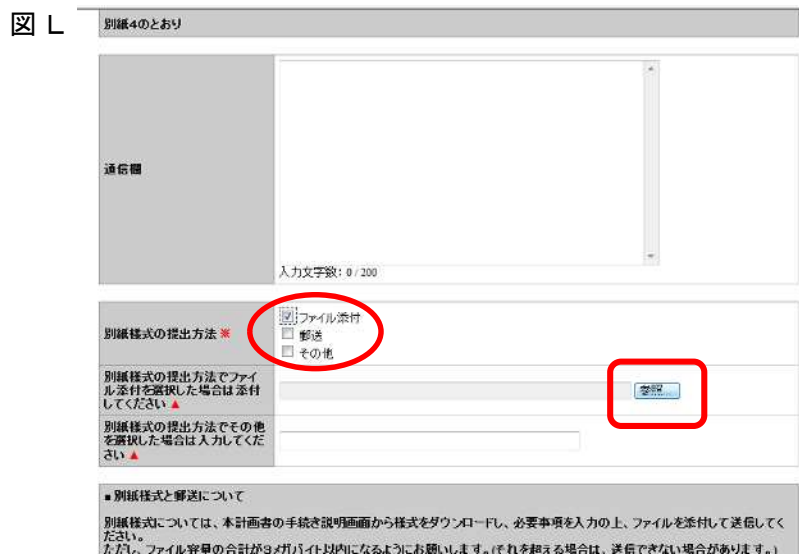 図 L
別紙4のとおり
通信欄
入力文字数: 0 / 200
別紙様式の提出方法 ※
ファイル添付
郵送
その他
別紙様式の提出方法でファイ
ル添付を選択した場合は添付
してください ▲
参照...
別紙様式の提出方法でその他
を選択した場合は入力してくだ
さい ▲
■ 別紙様式と郵送について
別紙様式については、本計画書の手続き説明画面から様式をダウンロードし、必要事項を入力の上、ファイルを添付して送信してく
ださい。
ただし、ファイル容量の合計が3メガバイト以内になるようにお願いします。(それを超える場合は、送信できない場合があります。)